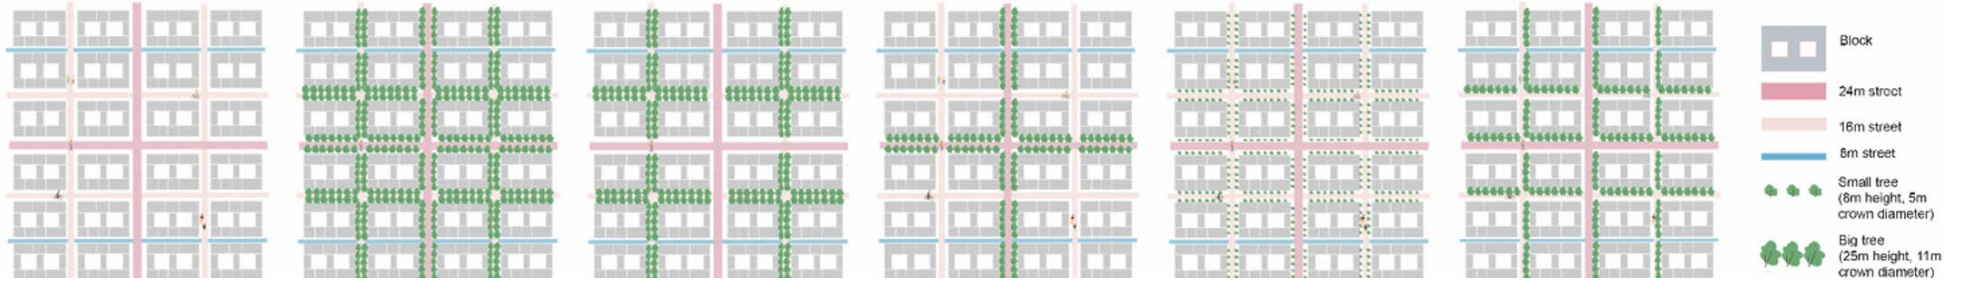 Block
24m street
16m street
8m street
Small tree
(6m height, 5m
crown diameter)
Big tree
(25m height, 11m
crown diameter)